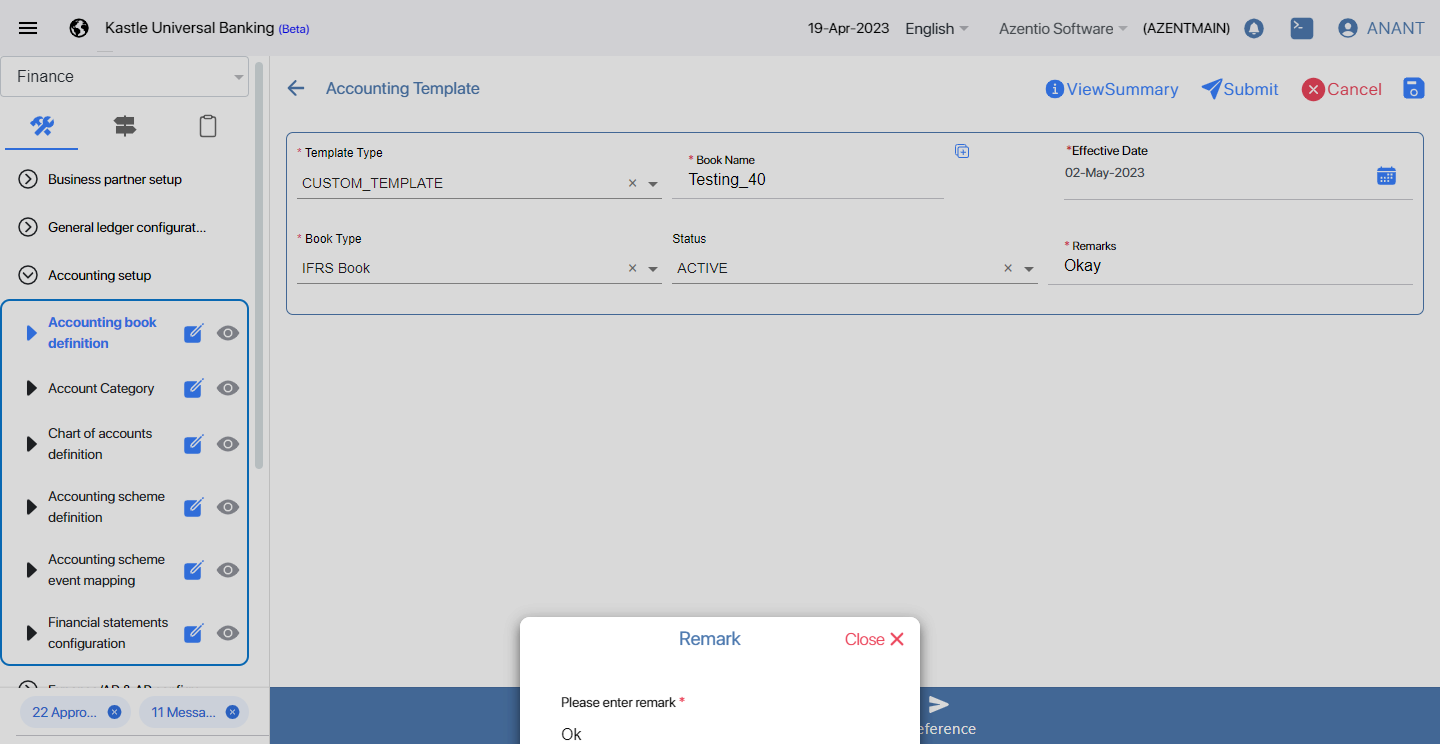 Kastle Universal Banking (Beta)
19-Apr-2023
English
Azentio Software
(AZENTMAIN)
ANANT
Finance
Accounting Template
ViewSummary
Submit
Cancel
Business partner setup
General ledger configurat...
Accounting setup
Accounting book
definition
Account Category
Chart of accounts
definition
Accounting scheme
definition
Accounting scheme
event mapping
Financial statements
configuration
22 Appro...
11 Messa...
* Template Type
CUSTOM_TEMPLATE
* Book Name
Testing_40
*Effective Date
02-May-2023
* Book Type
IFRS Book
Status
ACTIVE
* Remarks
Okay
Remark
Close
Please enter remark *
Ok
eference